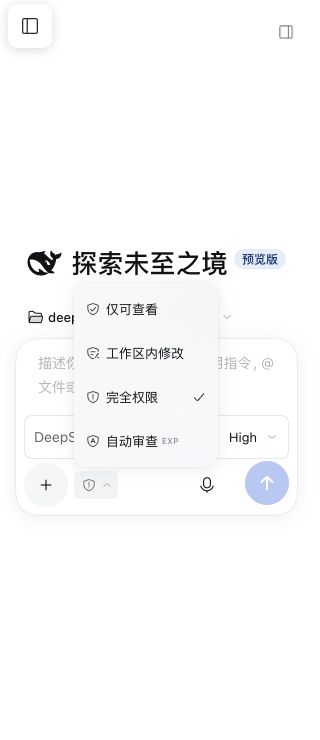 探索未至之境 预览版
deep
仅可查看
工作区内修改
完全权限
自动审查 EXP
描述你
用指令, @
文件或
DeepS
High